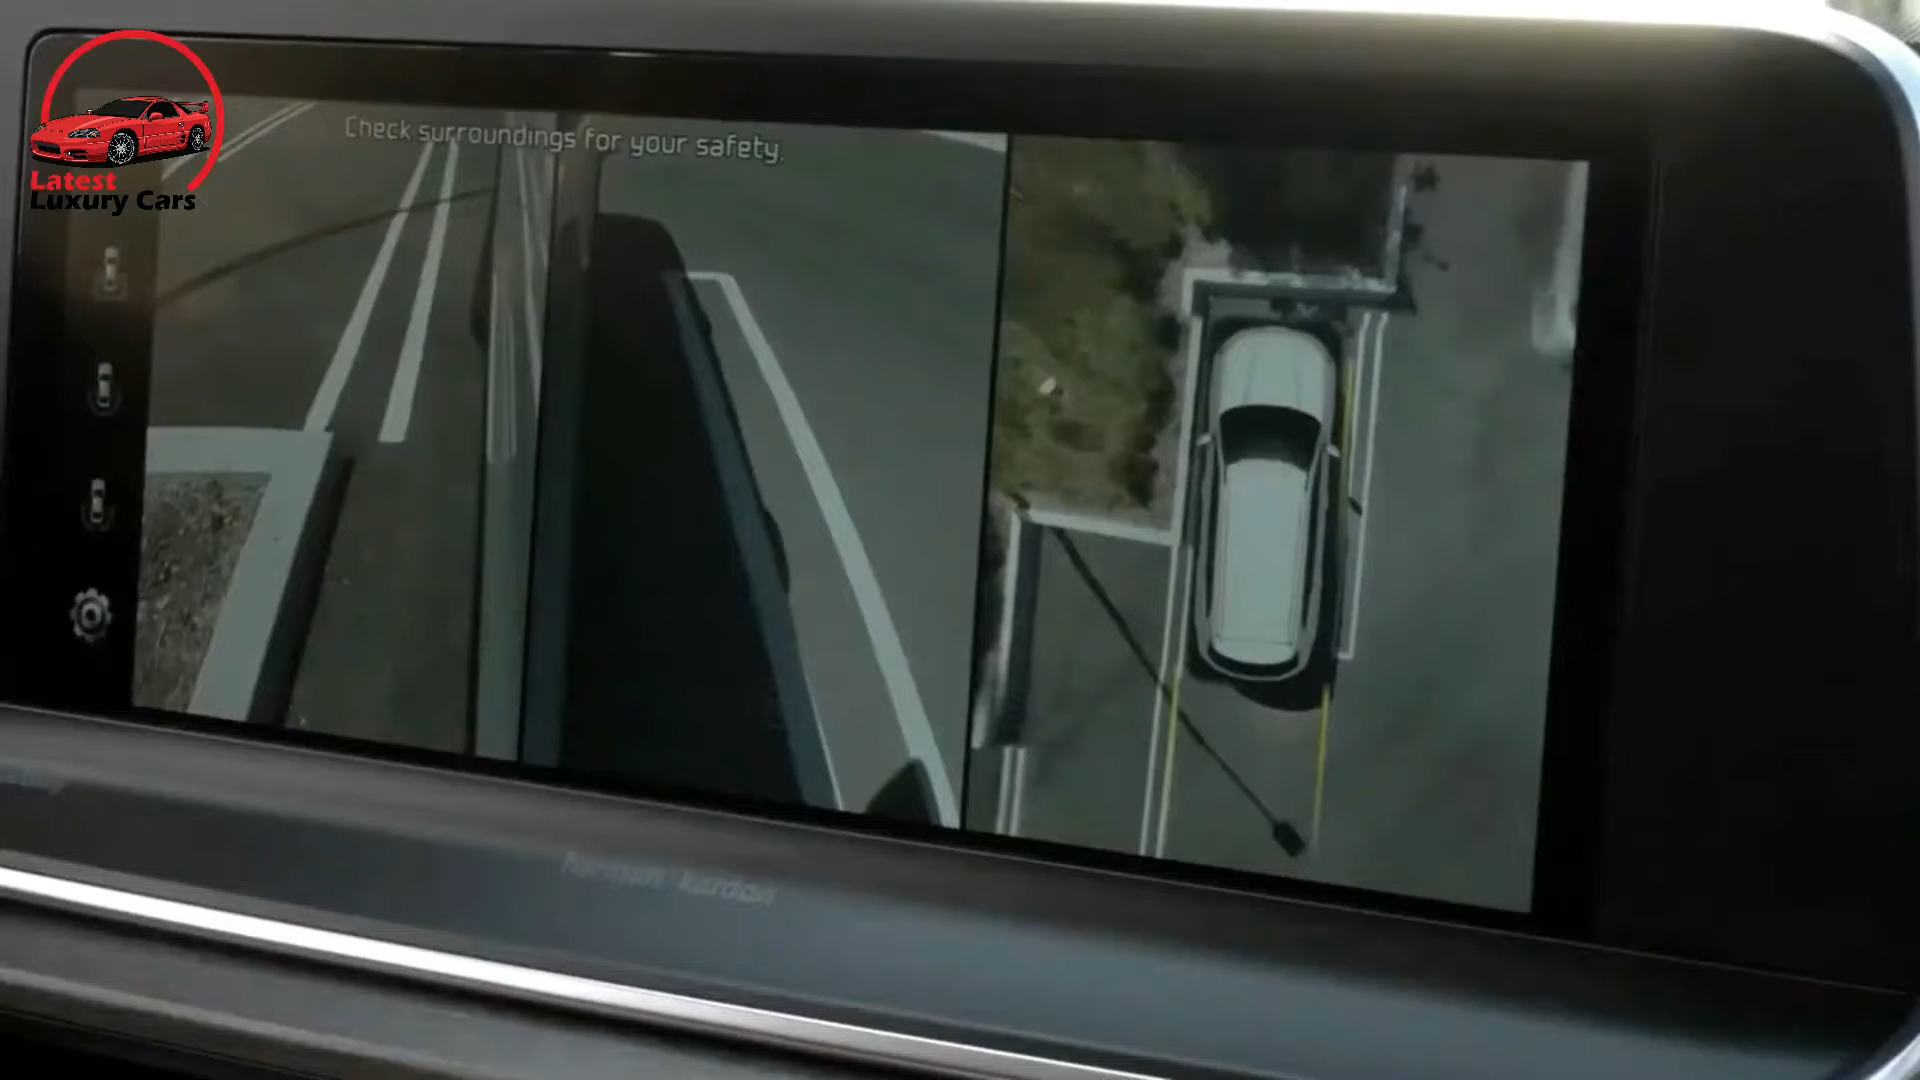 Check surroundings for your safety.
Latest
Luxury Cars
harman kardon